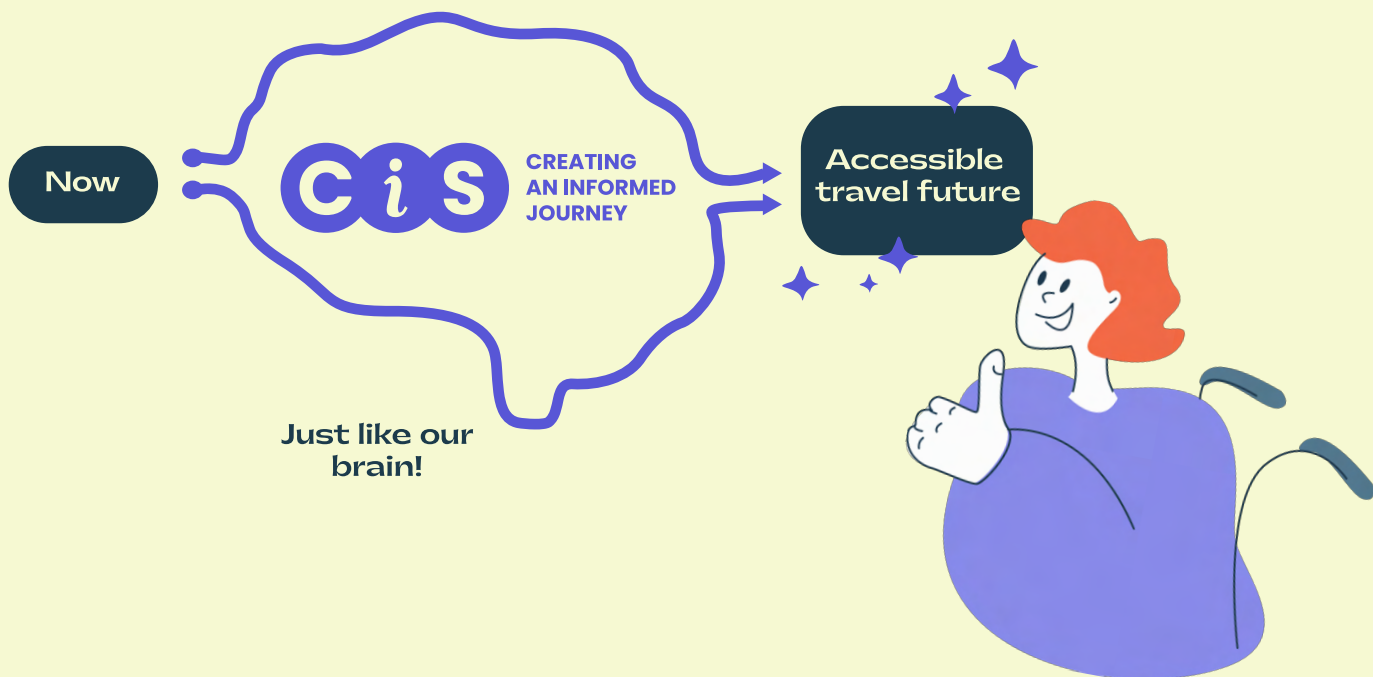 Now
CiS
CREATING
AN INFORMED
JOURNEY
Accessible
travel future
Just like our
brain!